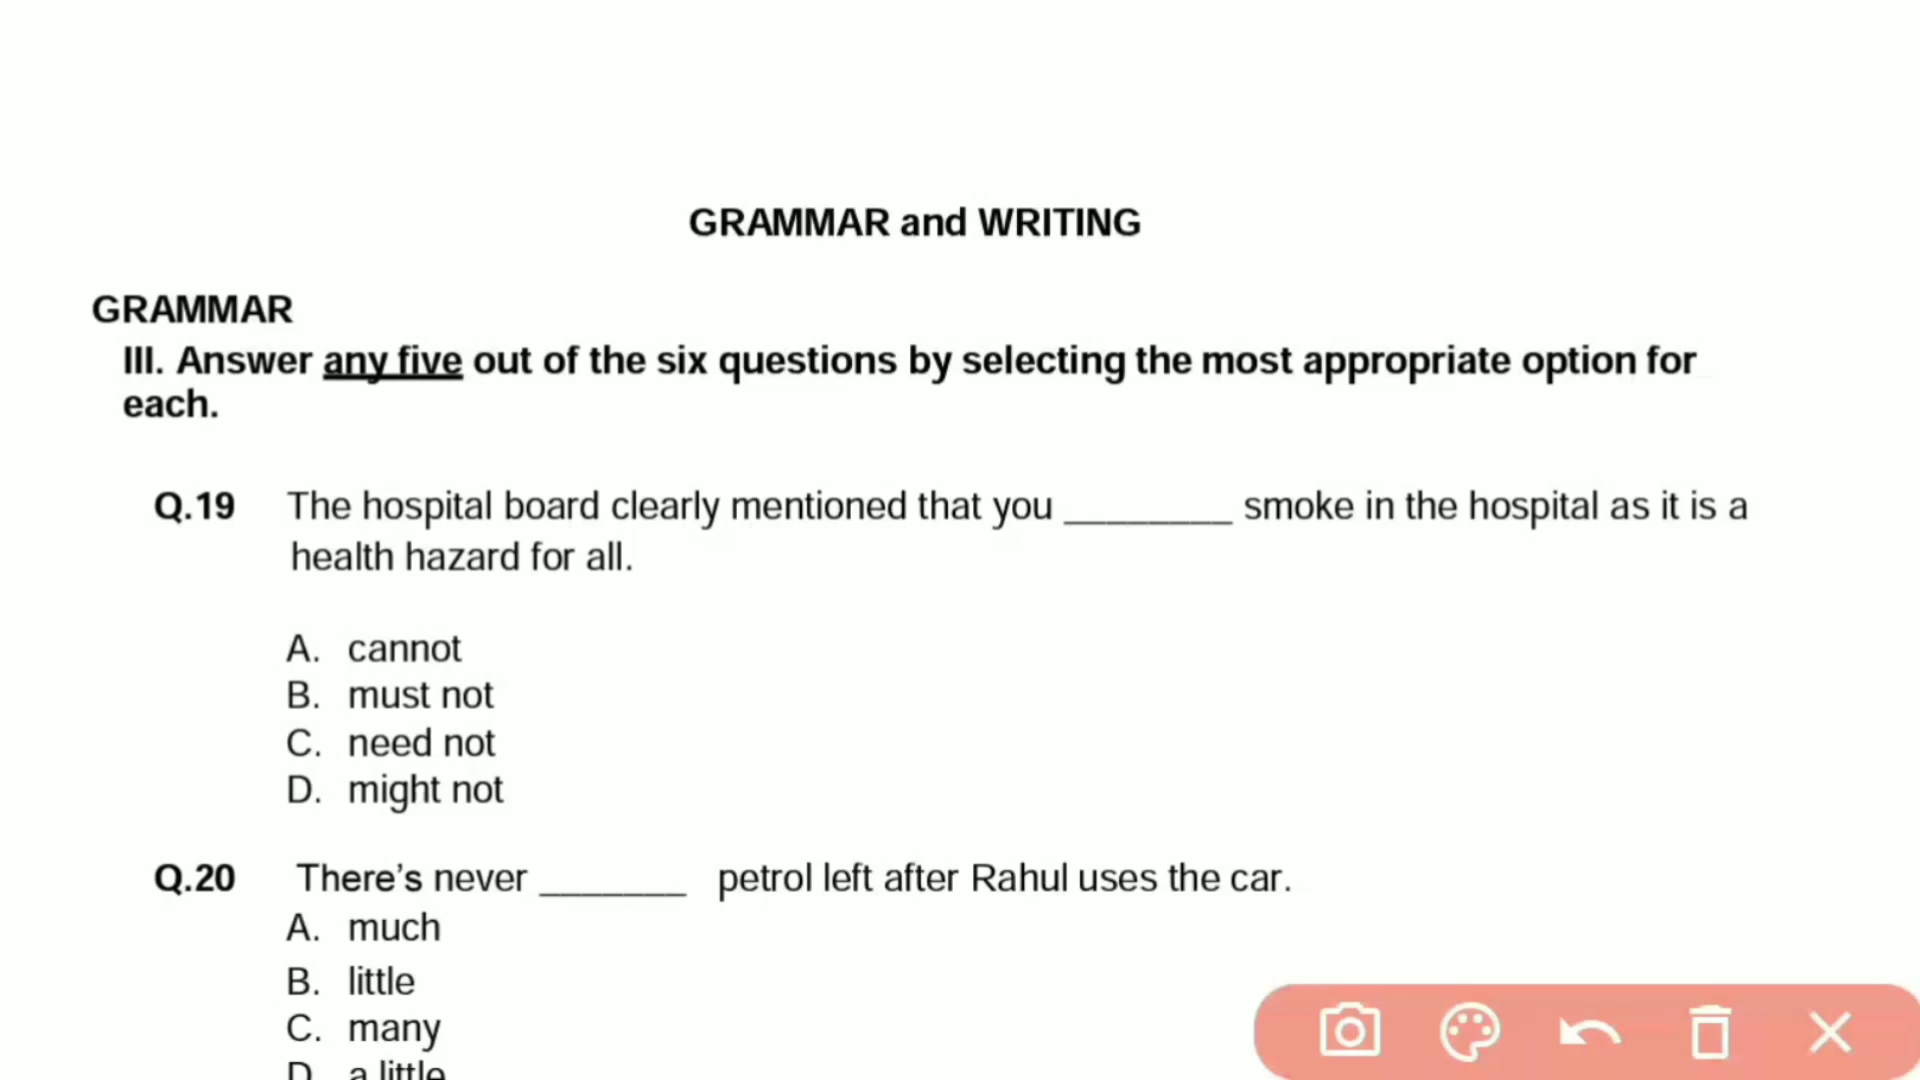 GRAMMAR and WRITING
GRAMMAR
III. Answer any five out of the six questions by selecting the most appropriate option for
each.
Q.19 The hospital board clearly mentioned that you ________ smoke in the hospital as it is a
health hazard for all.
A. cannot
B. must not
C. need not
D. might not
Q.20 There’s never _______ petrol left after Rahul uses the car.
A. much
B. little
C. many
D. a little